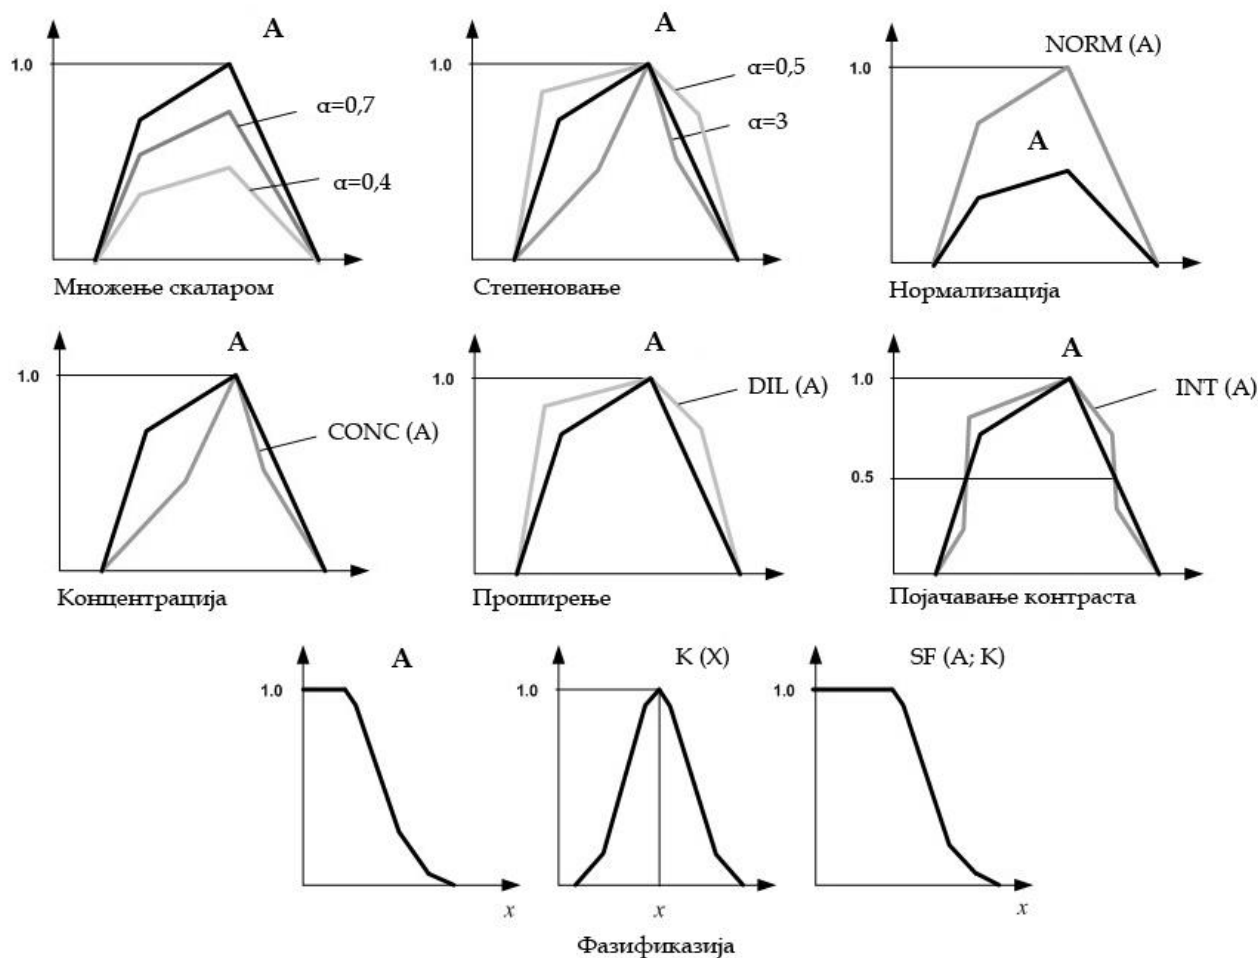 A
1.0
α=0,7
α=0,4
Множење скаларом
A
1.0
α=0,5
α=3
Степеновање
NORM (A)
1.0
A
Нормализација
A
1.0
CONC (A)
Концентрација
A
1.0
DIL (A)
Проширење
A
1.0
INT (A)
0.5
Појачавање контраста
A
1.0
x
K (X)
1.0
x
SF (A; K)
1.0
x
Фазификазија